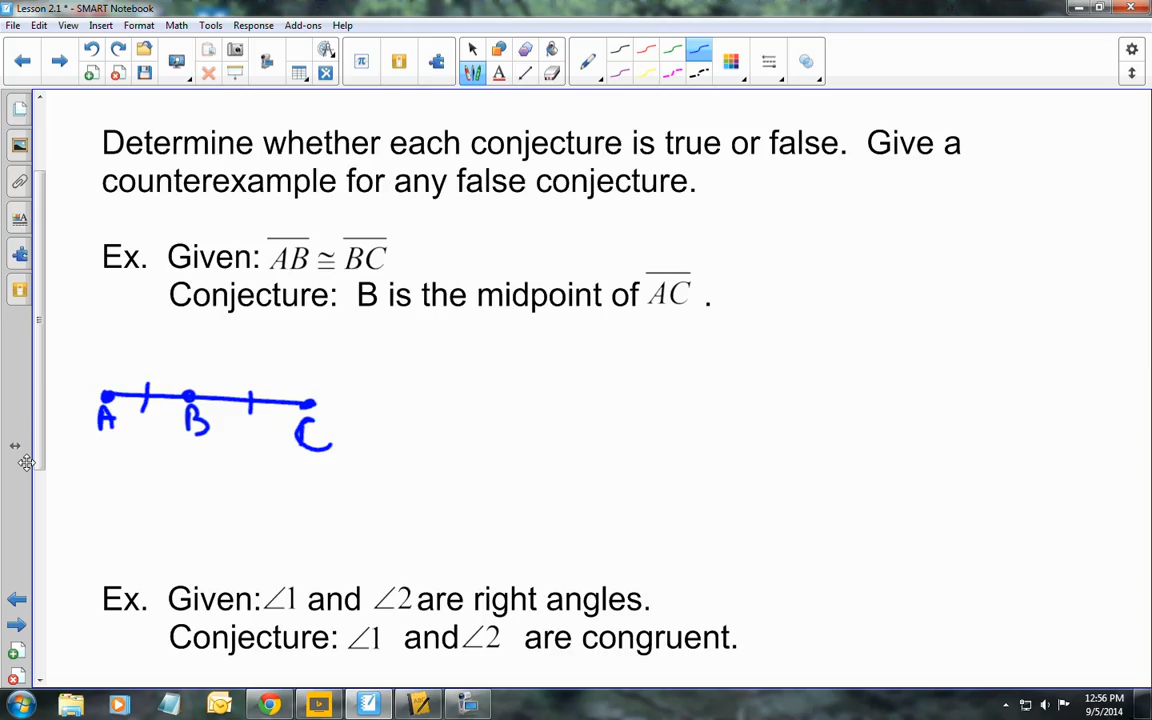 Lesson 2.1 * - SMART Notebook
File Edit View Insert Format Math Tools Response Add-ons Help
Determine whether each conjecture is true or false. Give a
counterexample for any false conjecture.
Ex. Given: AB ≅ BC
Conjecture: B is the midpoint of AC .
A B C
Ex. Given: ∠1 and ∠2 are right angles.
Conjecture: ∠1 and ∠2 are congruent.
12:56 PM
9/5/2014